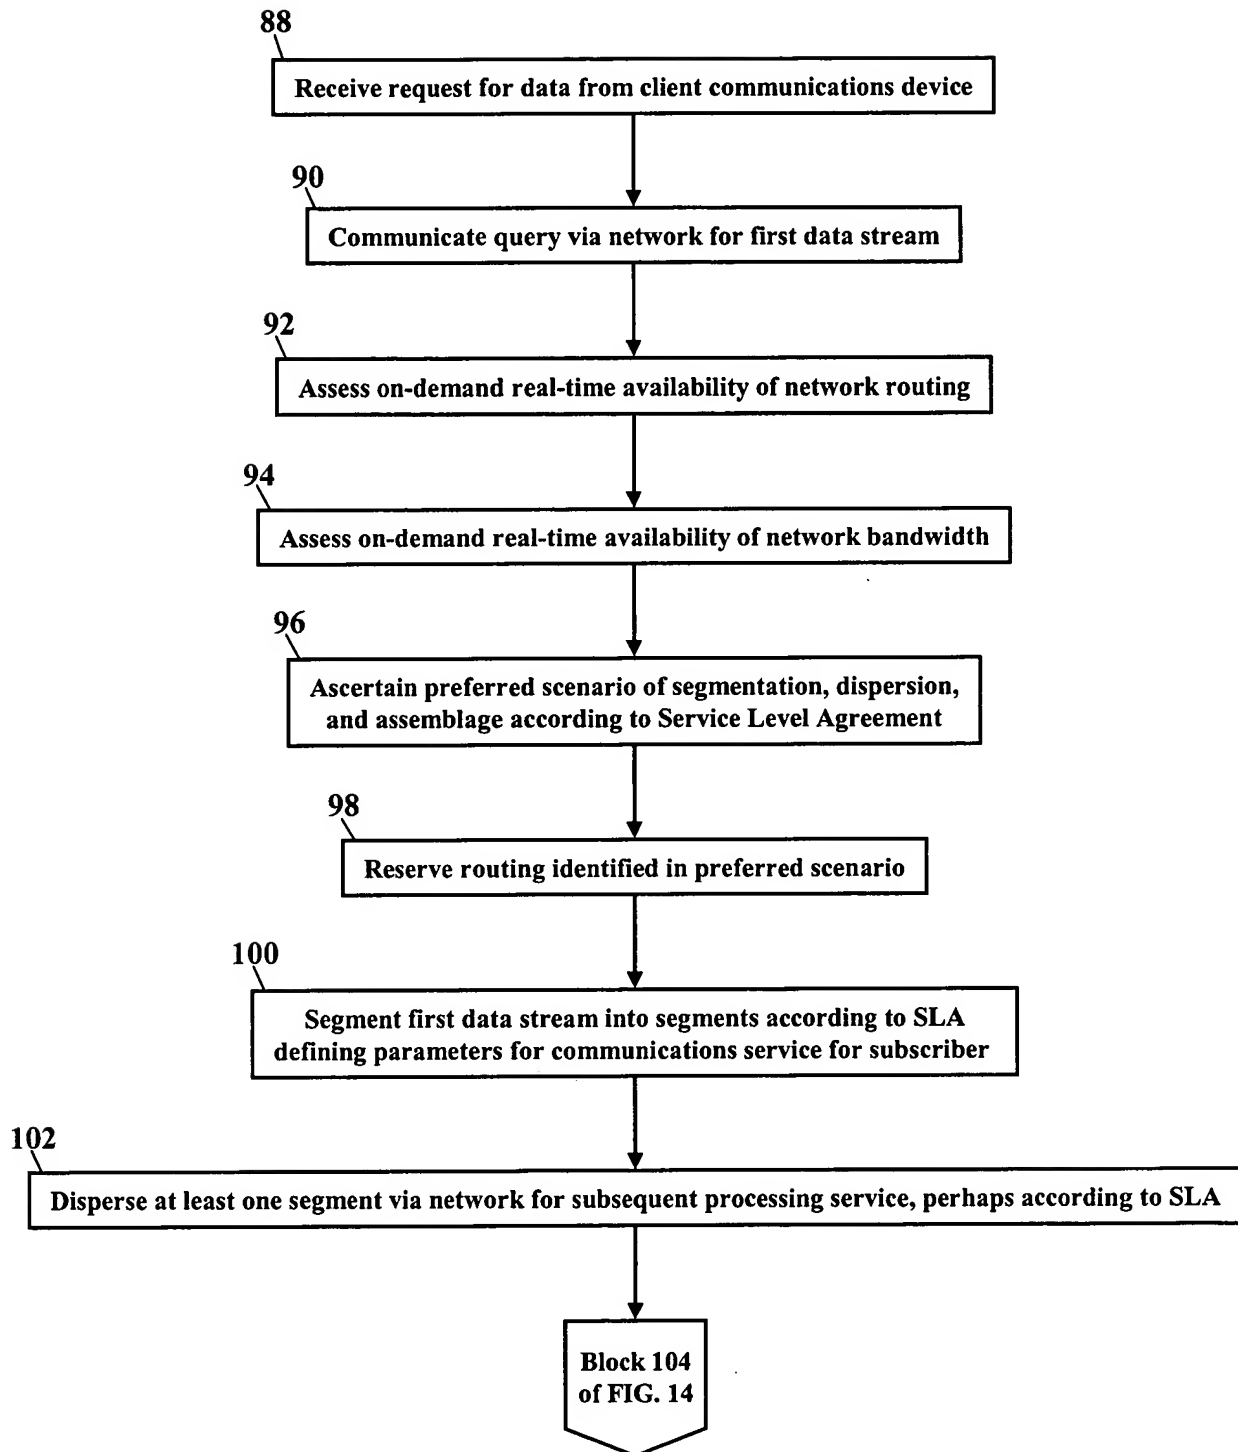 88
Receive request for data from client communications device
90
Communicate query via network for first data stream
92
Assess on-demand real-time availability of network routing
94
Assess on-demand real-time availability of network bandwidth
96
Ascertain preferred scenario of segmentation, dispersion,
and assemblage according to Service Level Agreement
98
Reserve routing identified in preferred scenario
100
Segment first data stream into segments according to SLA
defining parameters for communications service for subscriber
102
Disperse at least one segment via network for subsequent processing service, perhaps according to SLA
Block 104
of FIG. 14